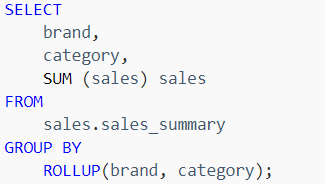 SELECT
    brand,
    category,
    SUM (sales) sales
FROM
    sales.sales_summary
GROUP BY
    ROLLUP(brand, category);